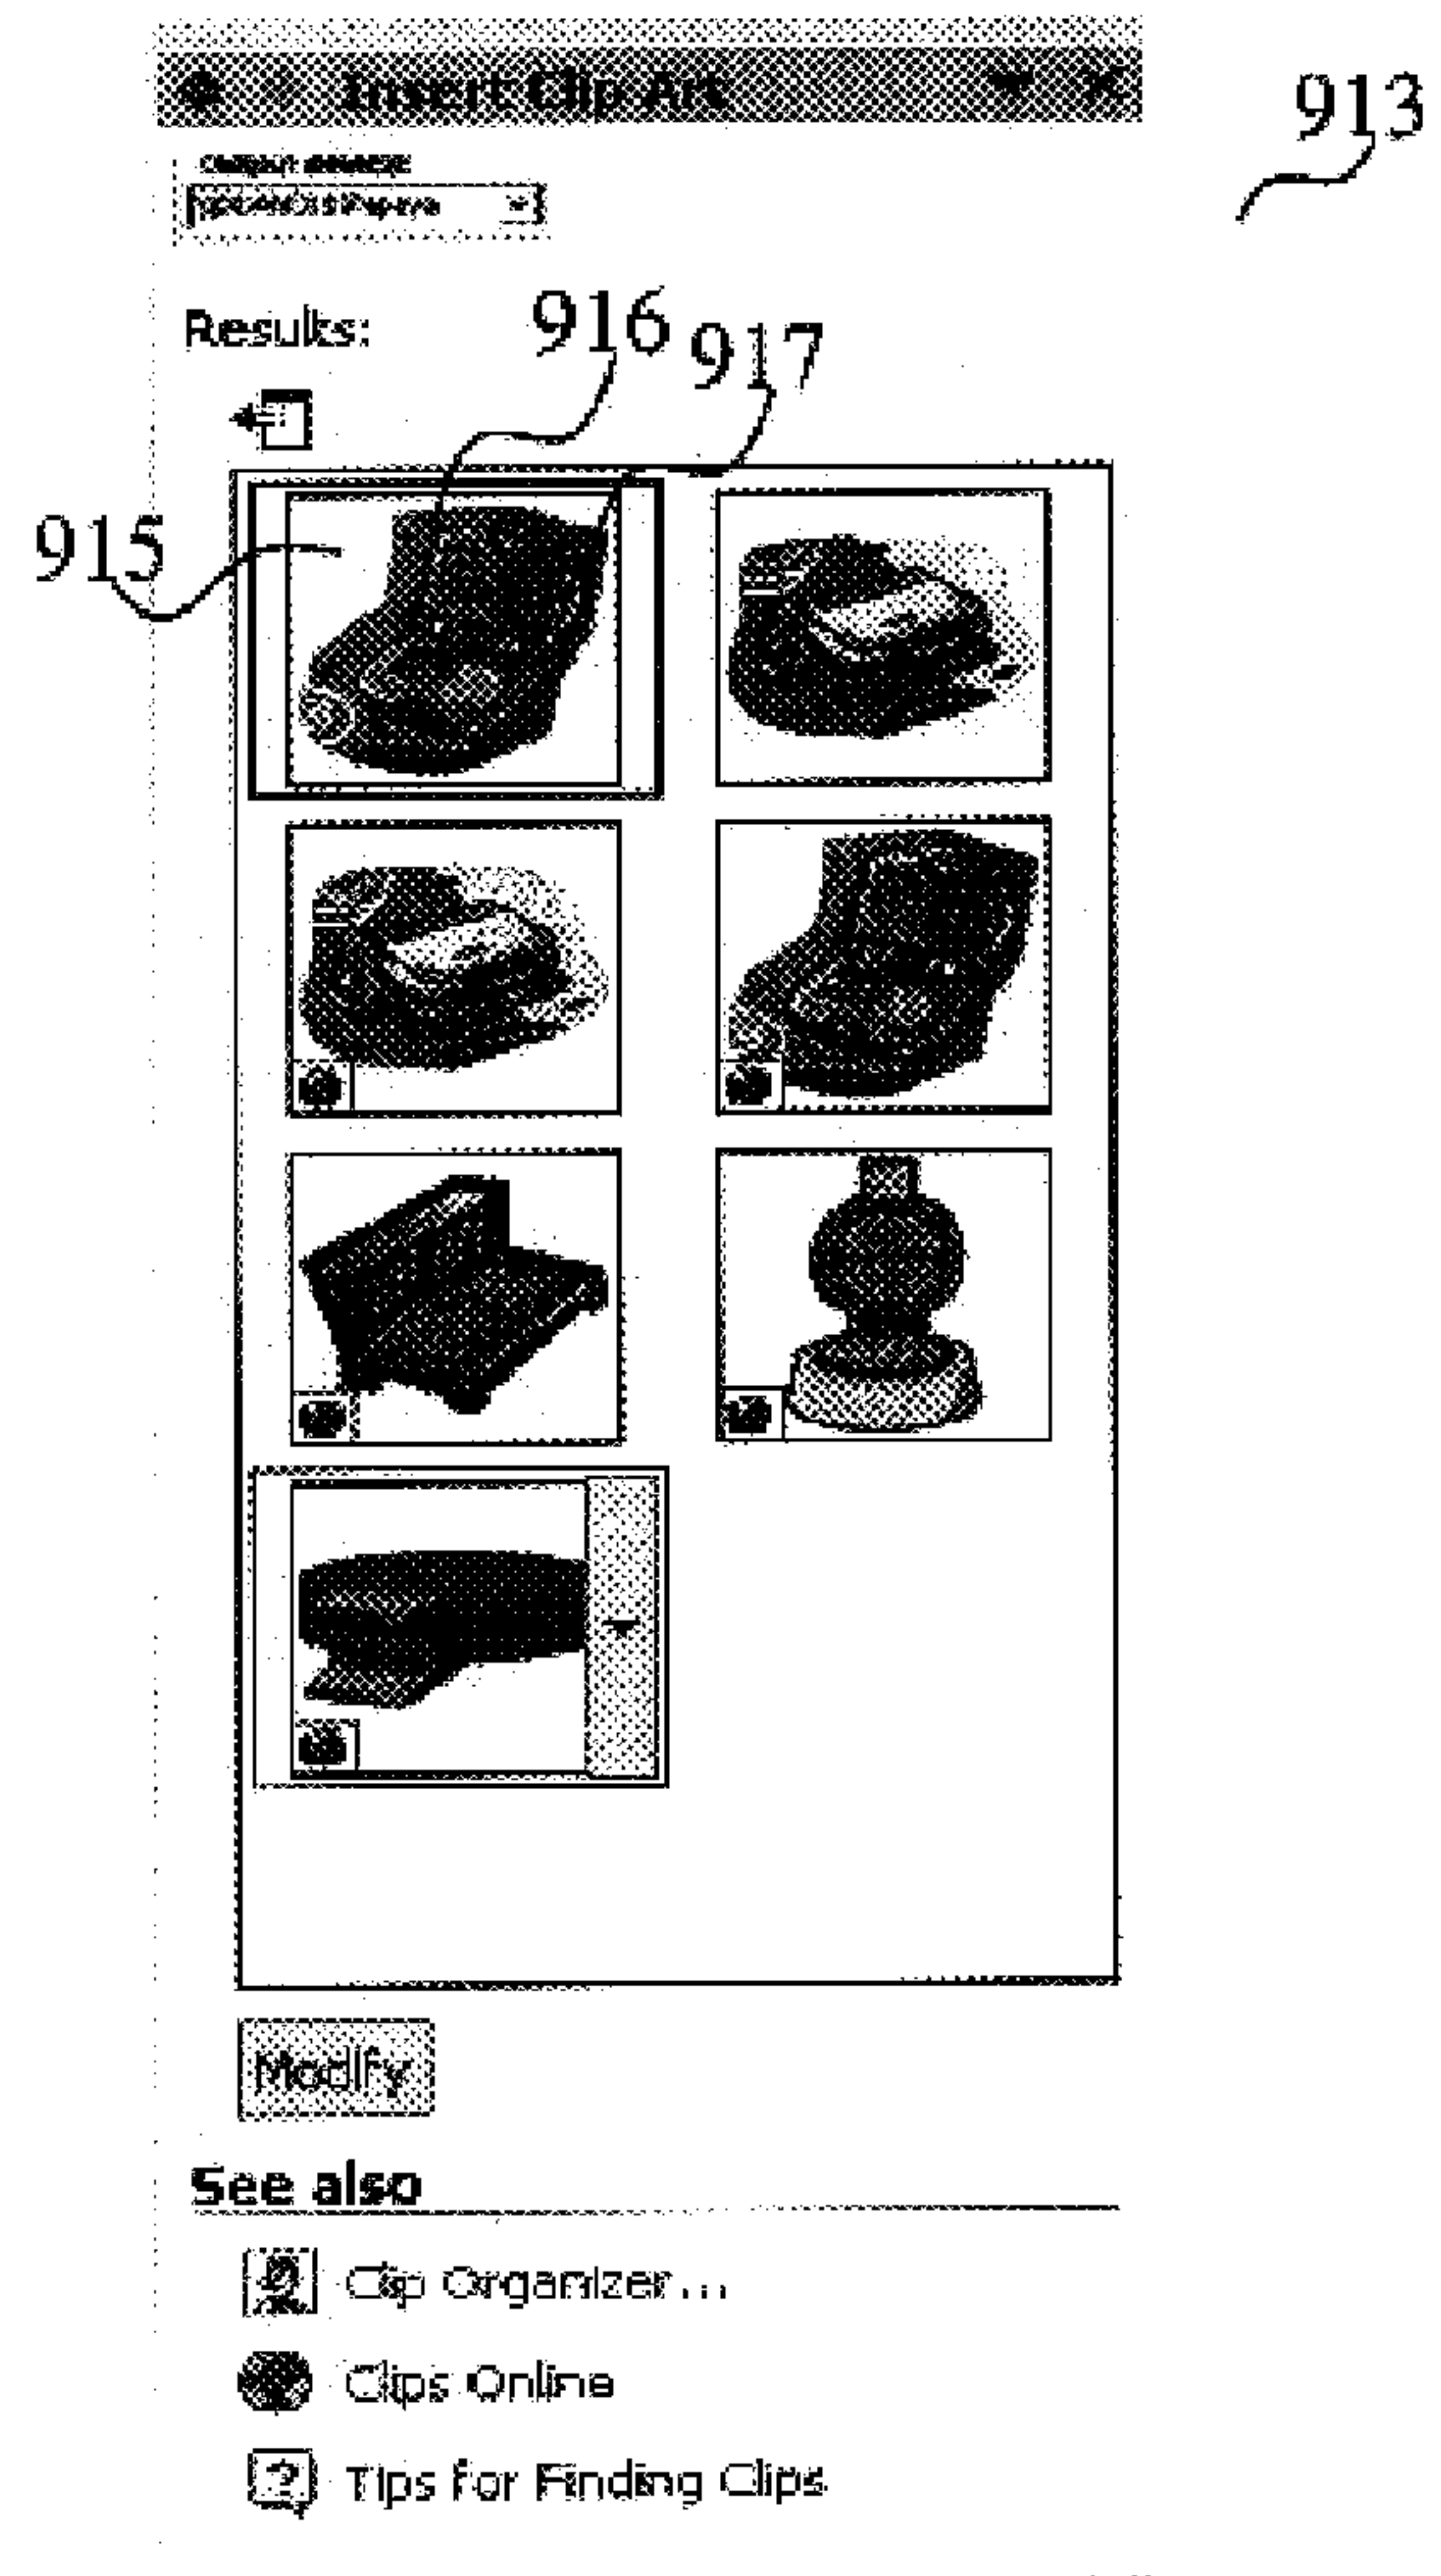 Insert Clip Art
913
Results:
916
917
915
Modify
See also
Clip Organizer...
Clips Online
? Tips for Finding Clips